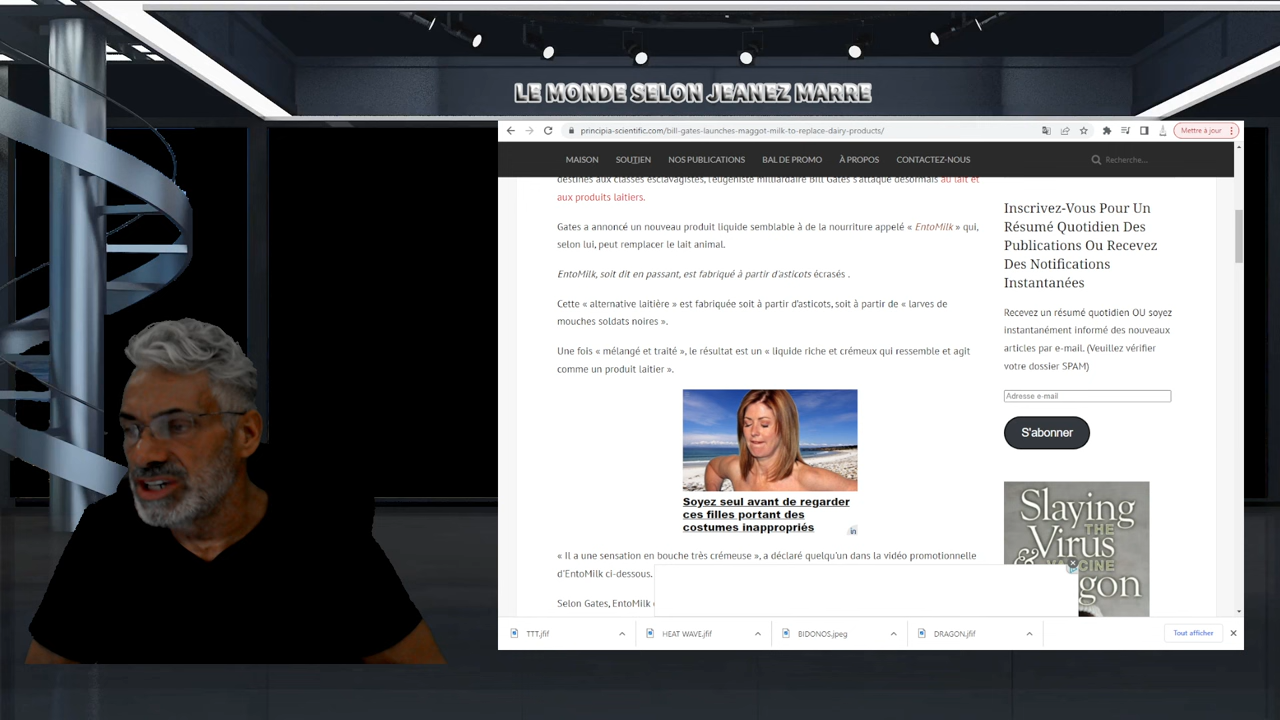 LE MONDE SELON JEANEZ MARRE
principia-scientific.com/bill-gates-launches-maggot-milk-to-replace-dairy-products/
Mettre à jour
MAISON SOUTIEN NOS PUBLICATIONS BAL DE PROMO À PROPOS CONTACTEZ-NOUS Recherche...
destinés aux classes esclavagistes, l'eugéniste milliardaire Bill Gates s'attaque désormais au lait et
aux produits laitiers.
Gates a annoncé un nouveau produit liquide semblable à de la nourriture appelé « EntoMilk » qui,
selon lui, peut remplacer le lait animal.
EntoMilk, soit dit en passant, est fabriqué à partir d'asticots écrasés .
Cette « alternative laitière » est fabriquée soit à partir d'asticots, soit à partir de « larves de
mouches soldats noires ».
Une fois « mélangé et traité », le résultat est un « liquide riche et crémeux qui ressemble et agit
comme un produit laitier ».
Soyez seul avant de regarder
ces filles portant des
costumes inappropriés
« Il a une sensation en bouche très crémeuse », a déclaré quelqu'un dans la vidéo promotionnelle
d'EntoMilk ci-dessous.
Selon Gates, EntoMilk
Inscrivez-Vous Pour Un
Résumé Quotidien Des
Publications Ou Recevez
Des Notifications
Instantanées
Recevez un résumé quotidien OU soyez
instantanément informé des nouveaux
articles par e-mail. (Veuillez vérifier
votre dossier SPAM)
Adresse e-mail
S'abonner
Slaying
THE
Virus
&
VACCINE
gon
TTT.jfif HEAT WAVE.jfif BIDONOS.jpeg DRAGON.jfif Tout afficher